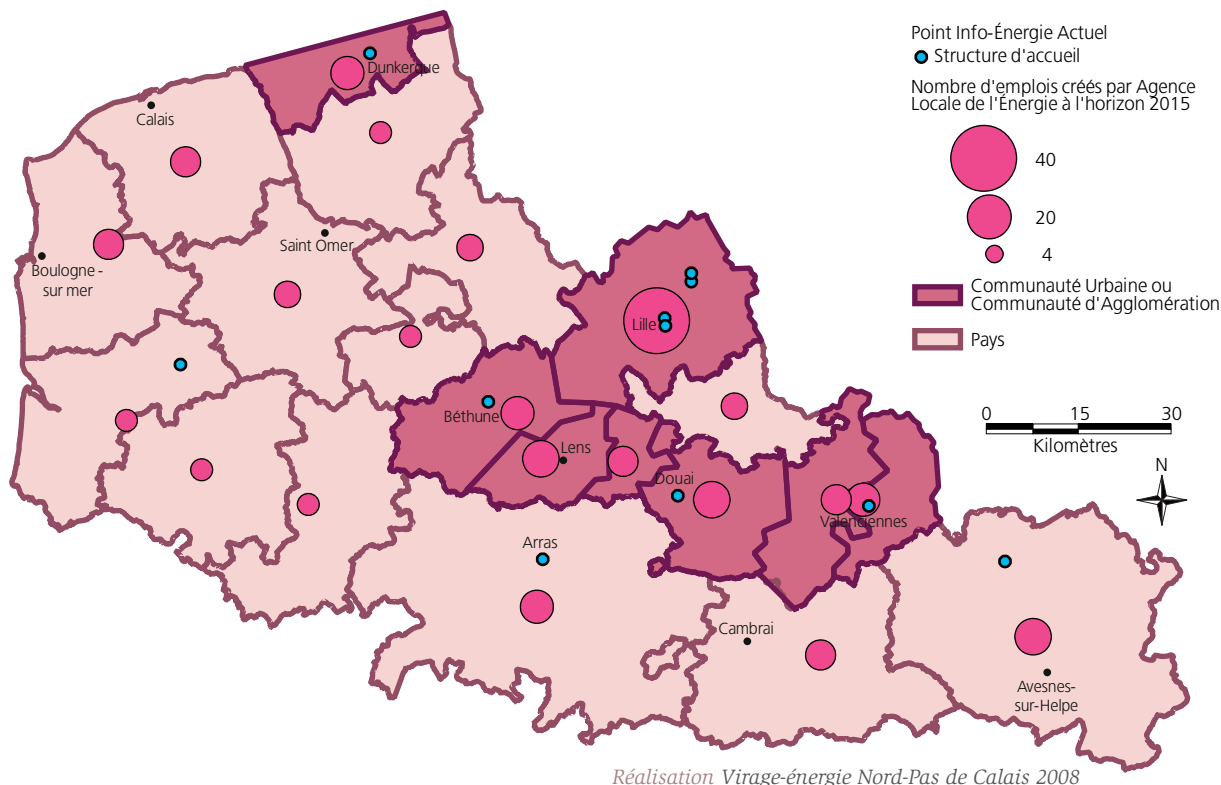 Point Info-Énergie Actuel
Structure d'accueil
Nombre d'emplois créés par Agence
Locale de l'Énergie à l'horizon 2015
40
20
4
Communauté Urbaine ou
Communauté d'Agglomération
Pays
0 15 30
Kilomètres
N
Dunkerque
Calais
Saint Omer
Boulogne -
sur mer
Lille
Béthune
Lens
Douai
Valenciennes
Arras
Cambrai
Avesnes-
sur-Helpe
Réalisation Virage-énergie Nord-Pas de Calais 2008